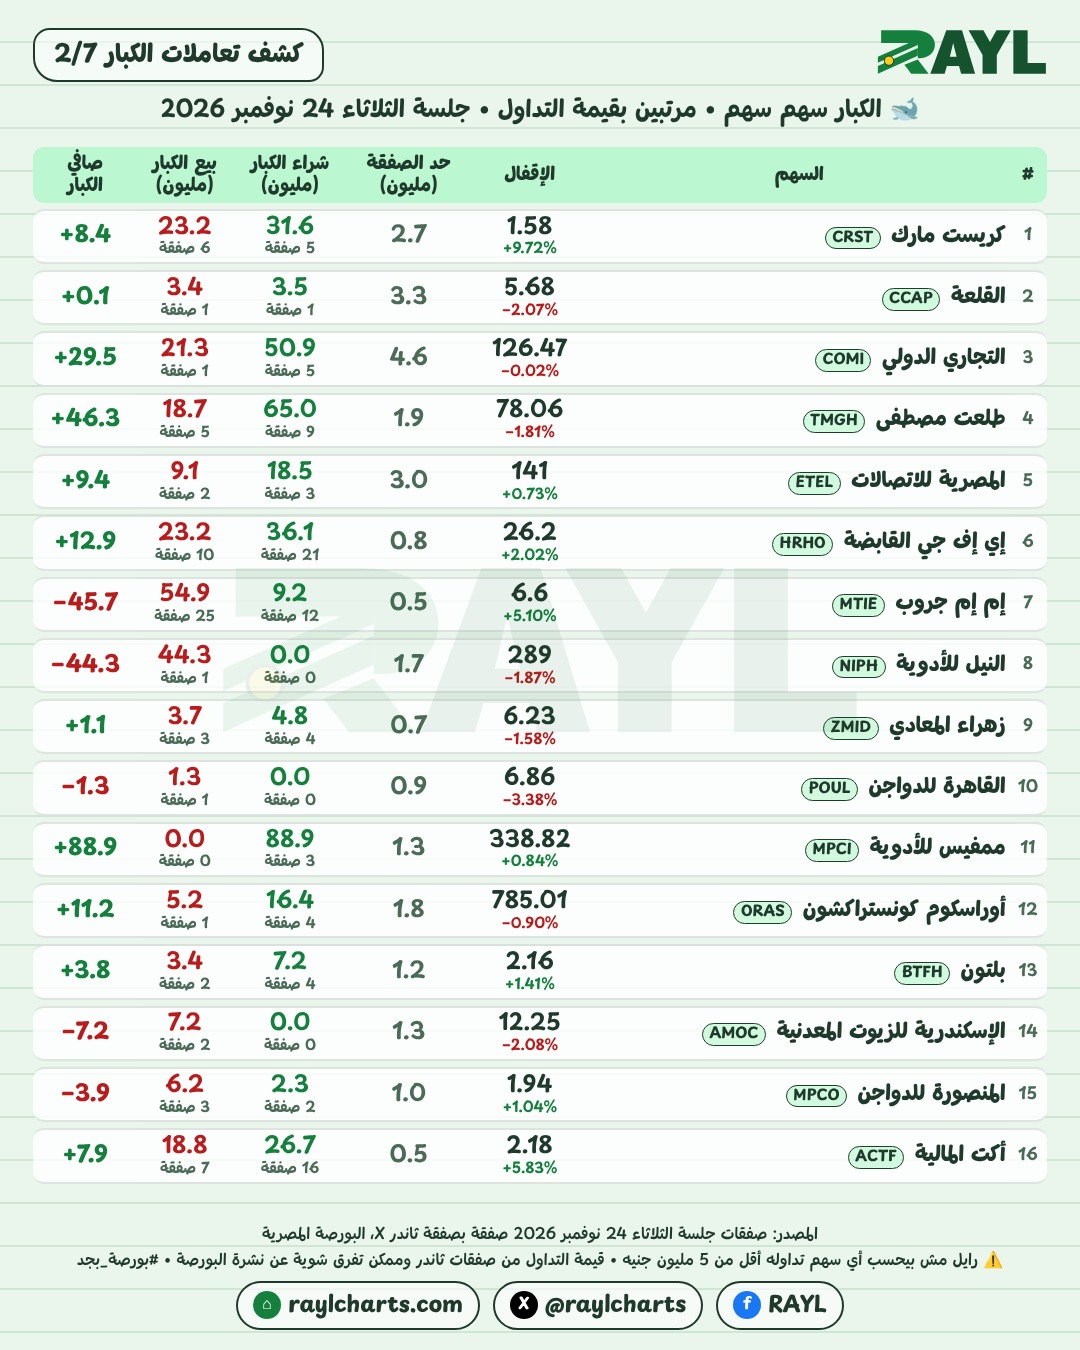 RAYL
كشف تعاملات الكبار 2/7
🐋 الكبار سهم سهم • مرتبين بقيمة التداول • جلسة الثلاثاء 24 نوفمبر 2026
# السهم الإقفال حد الصفقة (مليون) شراء الكبار (مليون) بيع الكبار (مليون) صافي الكبار
1 كريست مارك CRST 1.58 +9.72% 2.7 31.6 5 صفقة 23.2 6 صفقة +8.4
2 القلعة CCAP 5.68 −2.07% 3.3 3.5 1 صفقة 3.4 1 صفقة +0.1
3 التجاري الدولي COMI 126.47 −0.02% 4.6 50.9 5 صفقة 21.3 1 صفقة +29.5
4 طلعت مصطفى TMGH 78.06 −1.81% 1.9 65.0 9 صفقة 18.7 5 صفقة +46.3
5 المصرية للاتصالات ETEL 141 +0.73% 3.0 18.5 3 صفقة 9.1 2 صفقة +9.4
6 إي إف جي القابضة HRHO 26.2 +2.02% 0.8 36.1 21 صفقة 23.2 10 صفقة +12.9
7 إم إم جروب MTIE 6.6 +5.10% 0.5 9.2 12 صفقة 54.9 25 صفقة −45.7
8 النيل للأدوية NIPH 289 −1.87% 1.7 0.0 0 صفقة 44.3 1 صفقة −44.3
9 زهراء المعادي ZMID 6.23 −1.58% 0.7 4.8 4 صفقة 3.7 3 صفقة +1.1
10 القاهرة للدواجن POUL 6.86 −3.38% 0.9 0.0 0 صفقة 1.3 1 صفقة −1.3
11 ممفيس للأدوية MPCI 338.82 +0.84% 1.3 88.9 3 صفقة 0.0 0 صفقة +88.9
12 أوراسكوم كونستراكشون ORAS 785.01 −0.90% 1.8 16.4 4 صفقة 5.2 1 صفقة +11.2
13 بلتون BTFH 2.16 +1.41% 1.2 7.2 4 صفقة 3.4 2 صفقة +3.8
14 الإسكندرية للزيوت المعدنية AMOC 12.25 −2.08% 1.3 0.0 0 صفقة 7.2 2 صفقة −7.2
15 المنصورة للدواجن MPCO 1.94 +1.04% 1.0 2.3 2 صفقة 6.2 3 صفقة −3.9
16 أكت المالية ACTF 2.18 +5.83% 0.5 26.7 16 صفقة 18.8 7 صفقة +7.9
المصدر: صفقات جلسة الثلاثاء 24 نوفمبر 2026 صفقة بصفقة ثاندر X، البورصة المصرية
⚠️ رايل مش بيحسب أي سهم تداوله أقل من 5 مليون جنيه • قيمة التداول من صفقات ثاندر وممكن تفرق شوية عن نشرة البورصة • #بورصة_بجد
raylcharts.com @raylcharts RAYL